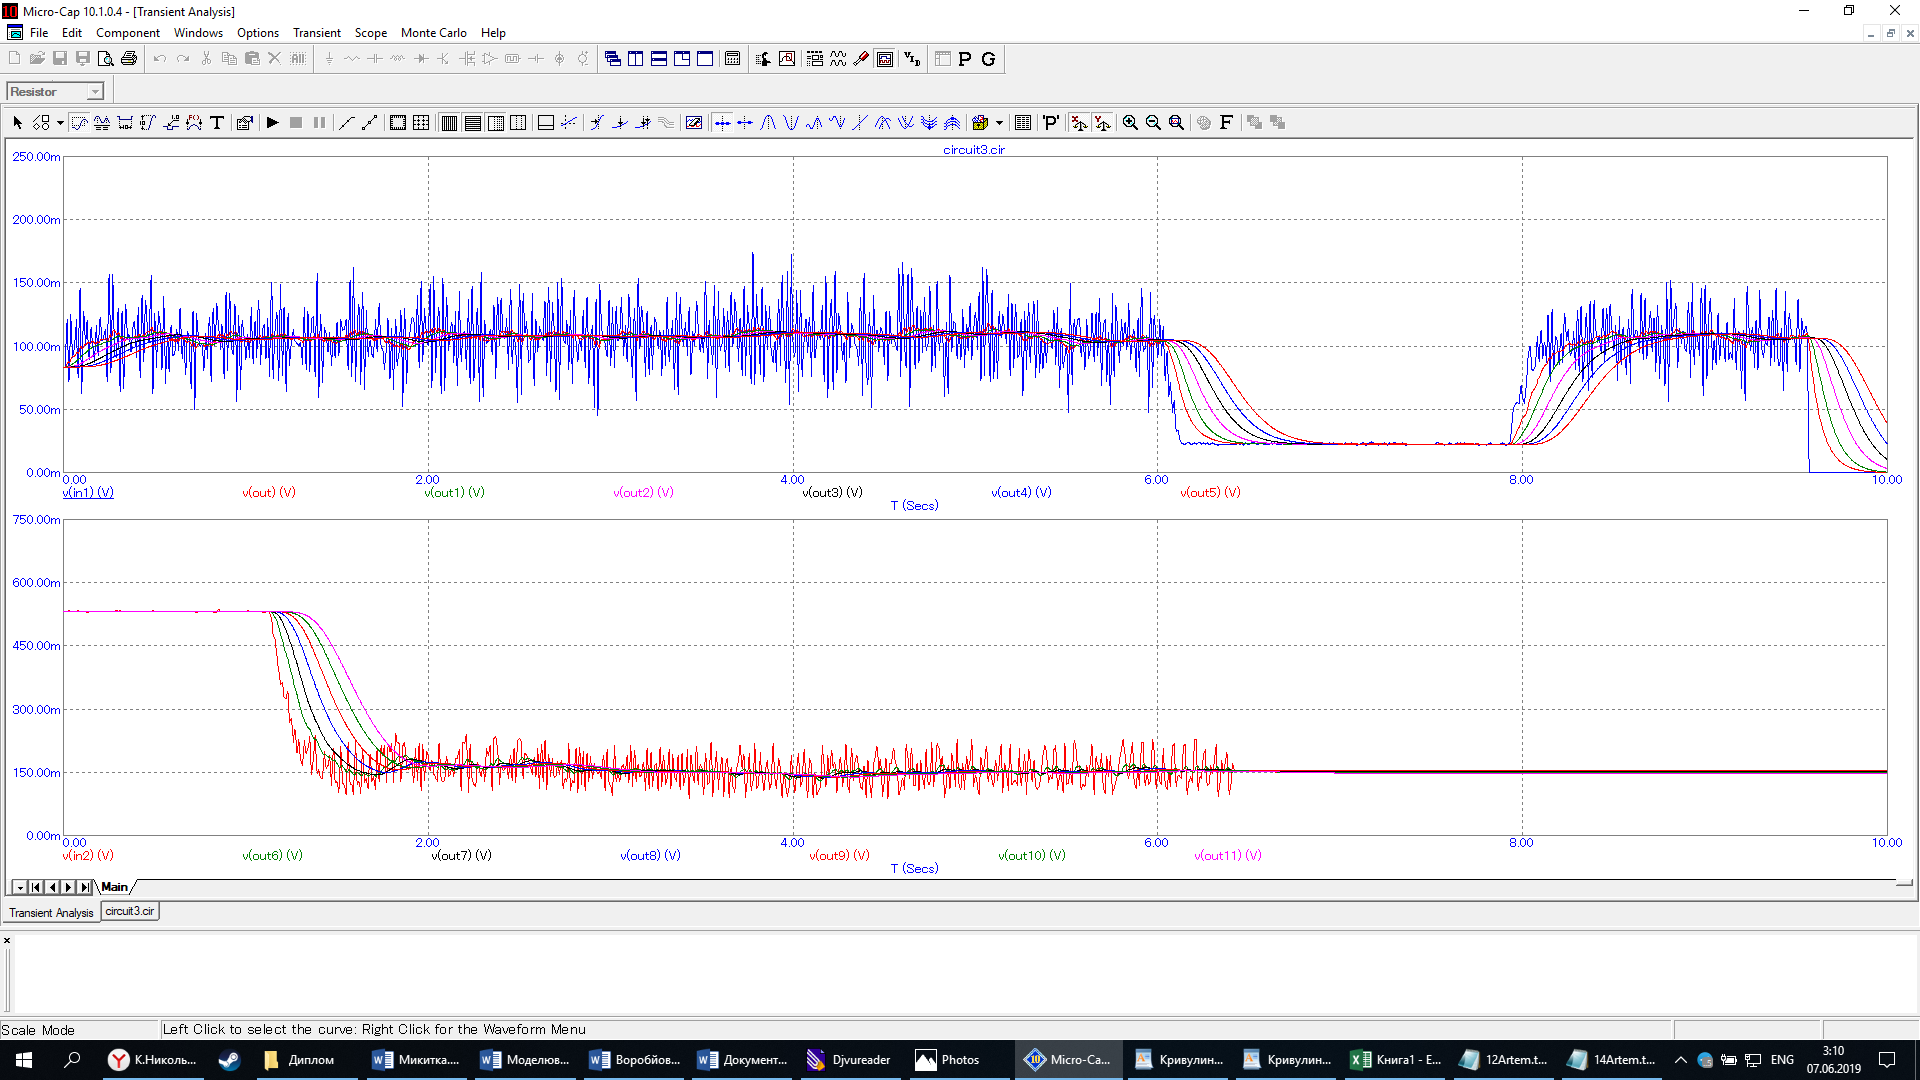 Micro-Cap 10.1.0.4 - [Transient Analysis]
File Edit Component Windows Options Transient Scope Monte Carlo Help
P G
Resistor
T 'P' F
circuit3.cir
250.00m
200.00m
150.00m
100.00m
50.00m
0.00m
0.00 2.00 4.00 6.00 8.00 10.00
v(in1) (V) v(out) (V) v(out1) (V) v(out2) (V) v(out3) (V) v(out4) (V) v(out5) (V)
T (Secs)
750.00m
600.00m
450.00m
300.00m
150.00m
0.00m
0.00 2.00 4.00 6.00 8.00 10.00
v(in2) (V) v(out6) (V) v(out7) (V) v(out8) (V) v(out9) (V) v(out10) (V) v(out11) (V)
T (Secs)
Main
Transient Analysis circuit3.cir
Scale Mode Left Click to select the curve: Right Click for the Waveform Menu
К.Николь... Диплом Микитка.... Моделюв... Воробйов... Документ... Djvureader Photos Micro-Ca... Кривулин... Кривулин... Книга1 - E... 12Artem.t... 14Artem.t... ENG 3:10
07.06.2019